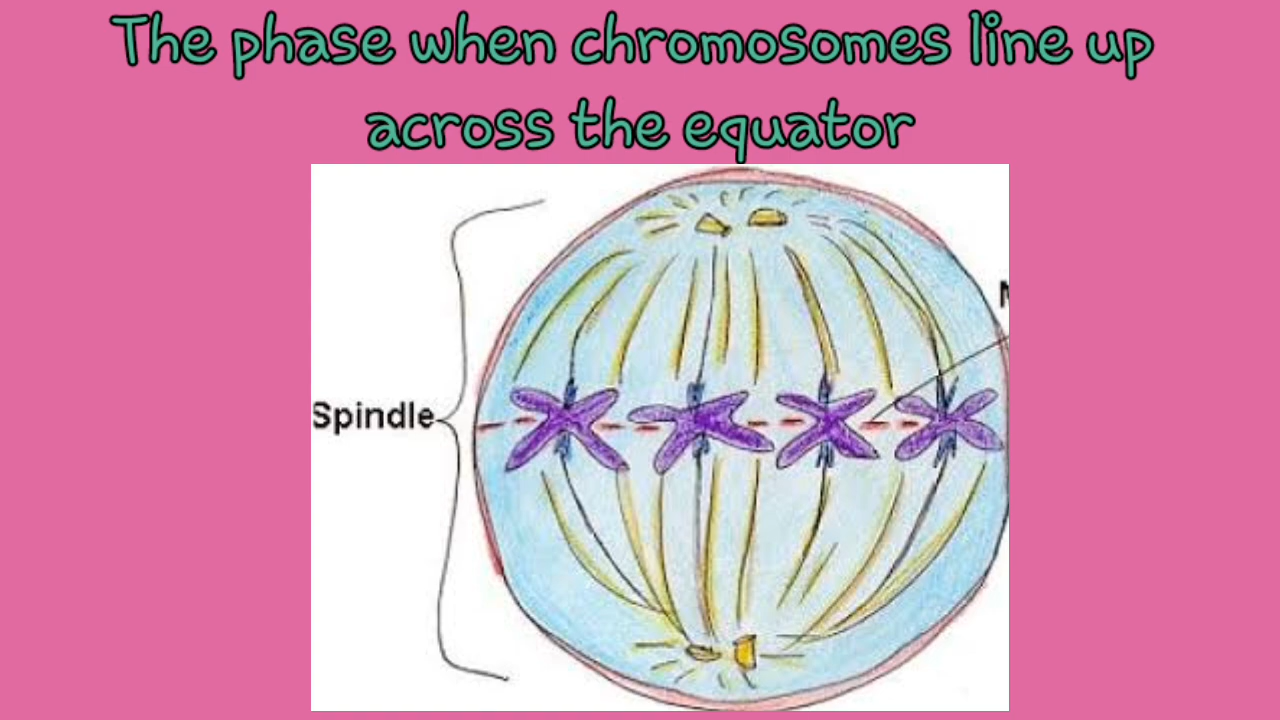 The phase when chromosomes line up
across the equator
Spindle